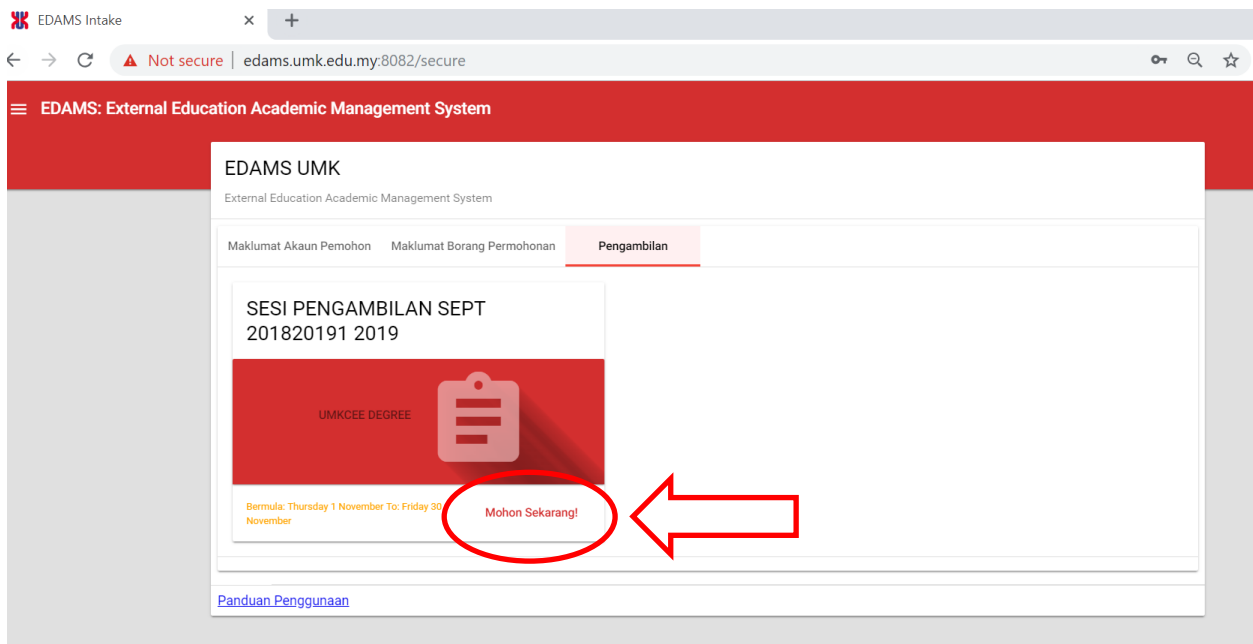 EDAMS Intake
Not secure | edams.umk.edu.my:8082/secure
EDAMS: External Education Academic Management System
EDAMS UMK
External Education Academic Management System
Maklumat Akaun Pemohon Maklumat Borang Permohonan Pengambilan
SESI PENGAMBILAN SEPT
201820191 2019
UMKCEE DEGREE
Bermula: Thursday 1 November To: Friday 30
November
Mohon Sekarang!
Panduan Penggunaan